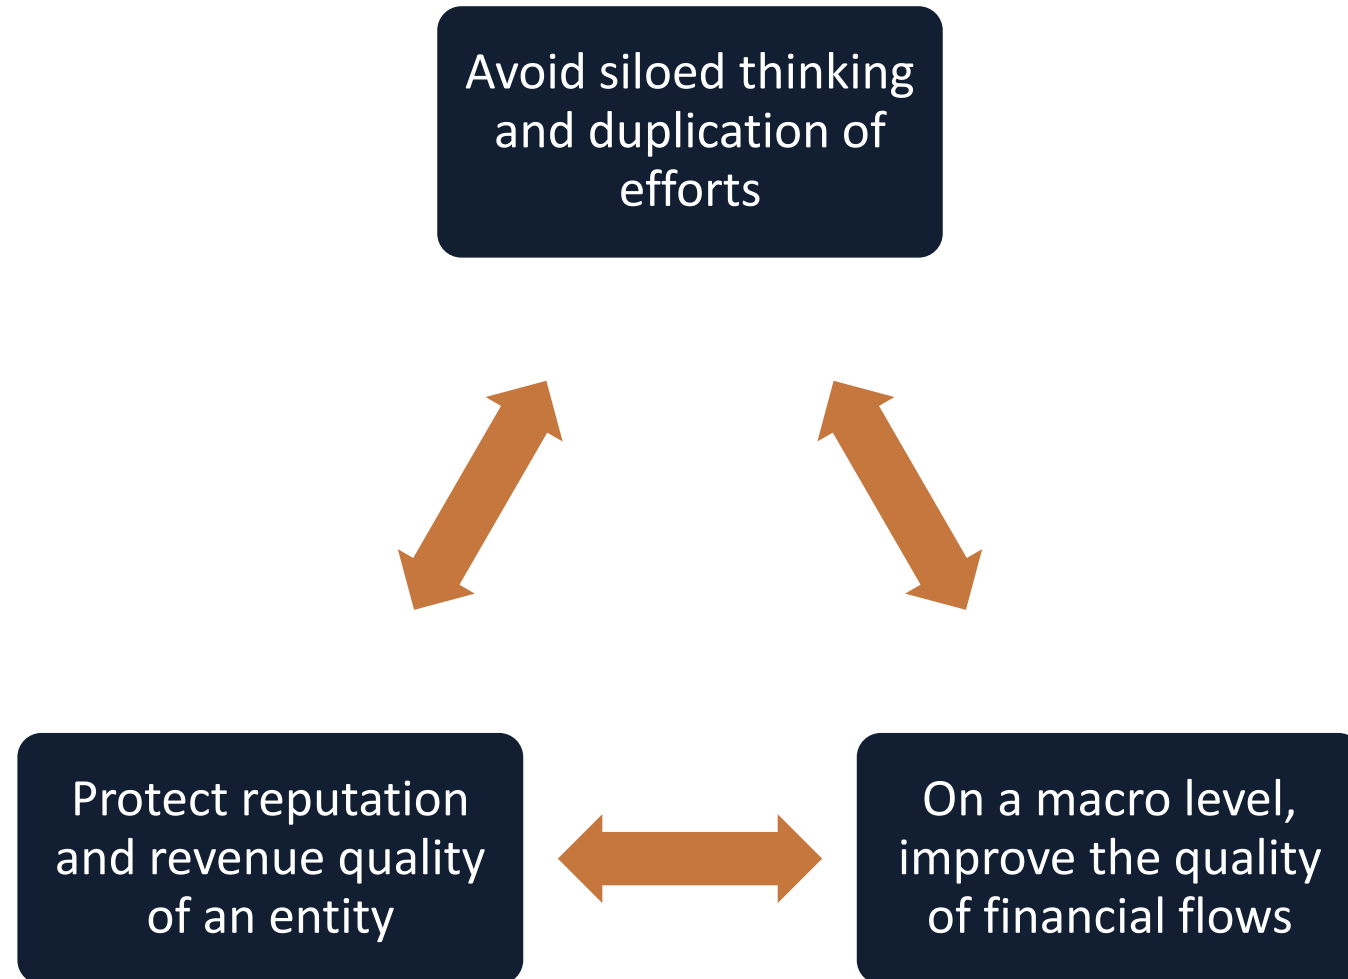 Avoid siloed thinking
and duplication of
efforts
Protect reputation
and revenue quality
of an entity
On a macro level,
improve the quality
of financial flows